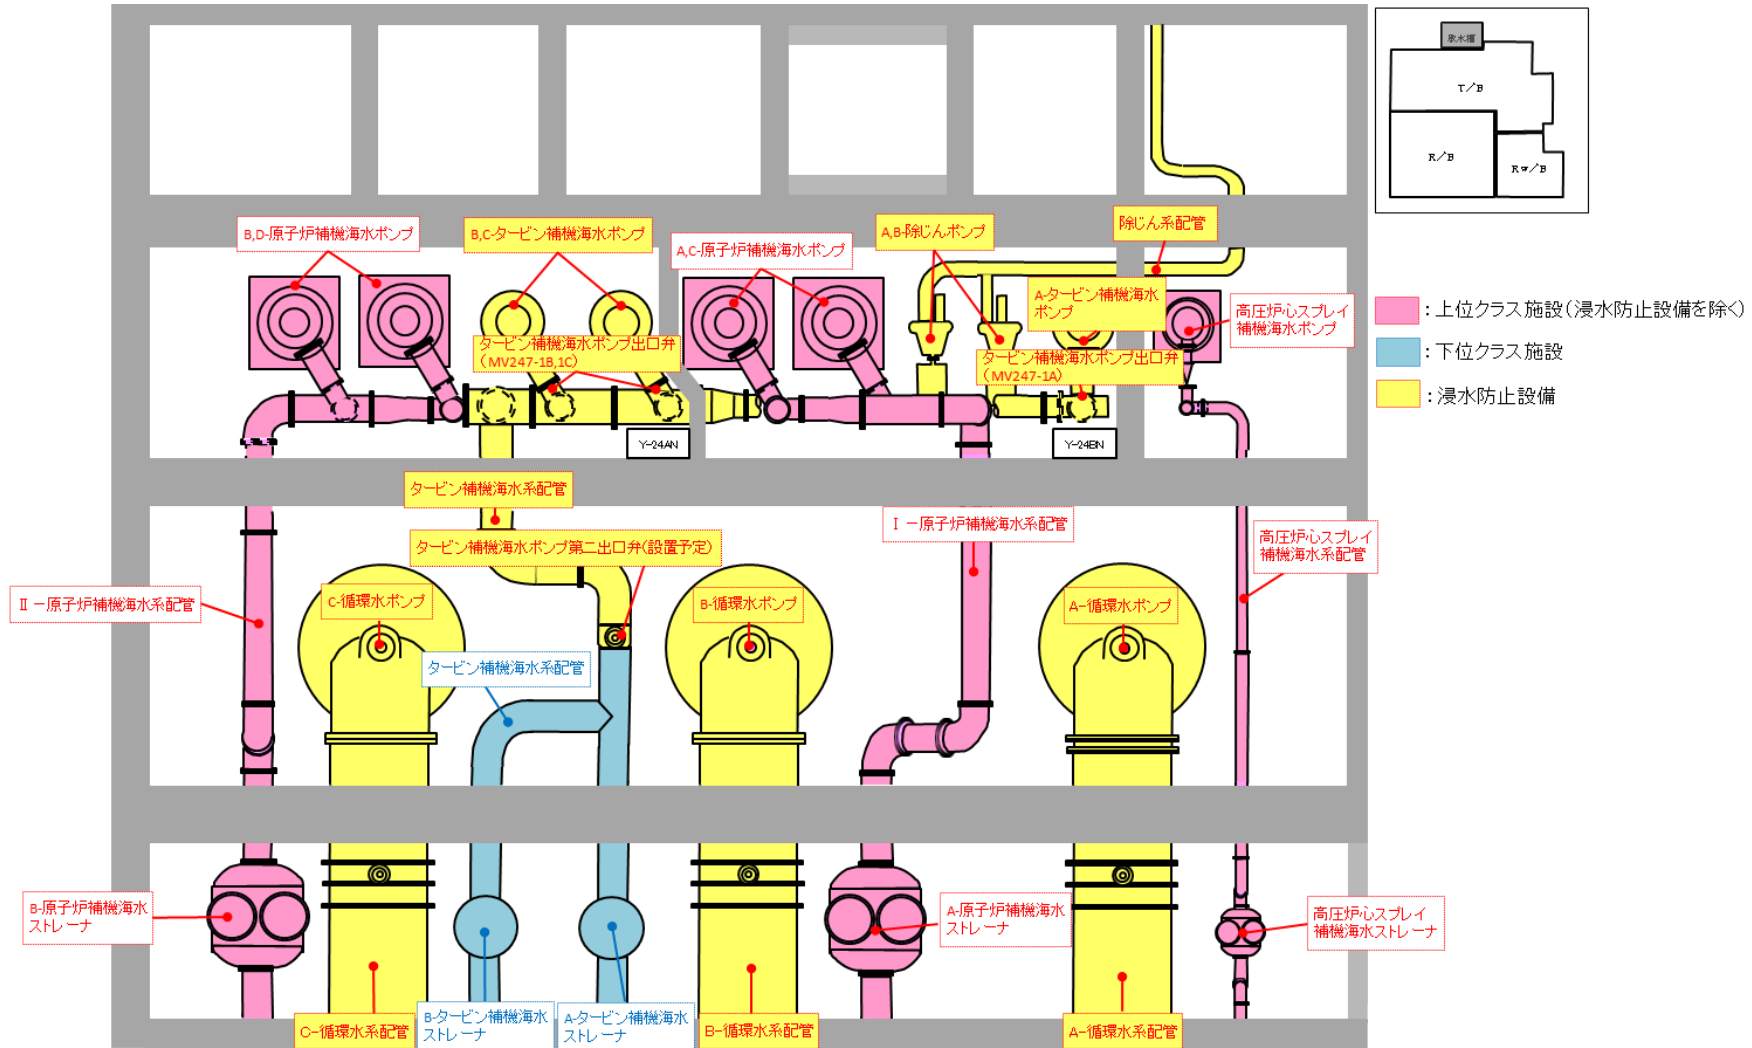 取水槽
T／B
R／B
RW／B
B,D-原子炉補機海水ポンプ
B,C-タービン補機海水ポンプ
A,C-原子炉補機海水ポンプ
A,B-除じんポンプ
除じん系配管
A-タービン補機海水
ポンプ
高圧炉心スプレイ
補機海水ポンプ
：上位クラス施設（浸水防止設備を除く）
：下位クラス施設
：浸水防止設備
タービン補機海水ポンプ出口弁
（MV247-1B,1C）
タービン補機海水ポンプ出口弁
（MV247-1A）
Y-24AN
Y-24BN
タービン補機海水系配管
タービン補機海水ポンプ第二出口弁(設置予定)
Ⅰ－原子炉補機海水系配管
高圧炉心スプレイ
補機海水系配管
Ⅱ－原子炉補機海水系配管
C-循環水ポンプ
B-循環水ポンプ
A-循環水ポンプ
タービン補機海水系配管
B-原子炉補機海水
ストレーナ
A-原子炉補機海水
ストレーナ
高圧炉心スプレイ
補機海水ストレーナ
C-循環水系配管
B-タービン補機海水
ストレーナ
A-タービン補機海水
ストレーナ
B-循環水系配管
A-循環水系配管